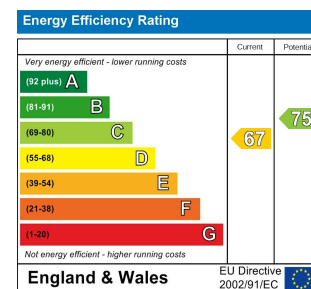 Energy Efficiency Rating
Current Potentia
Very energy efficient - lower running costs
(92 plus) A
(81-91) B
(69-80) C
(55-68) D
(39-54) E
(21-38) F
(1-20) G
67
75
Not energy efficient - higher running costs
England & Wales
EU Directive
2002/91/EC